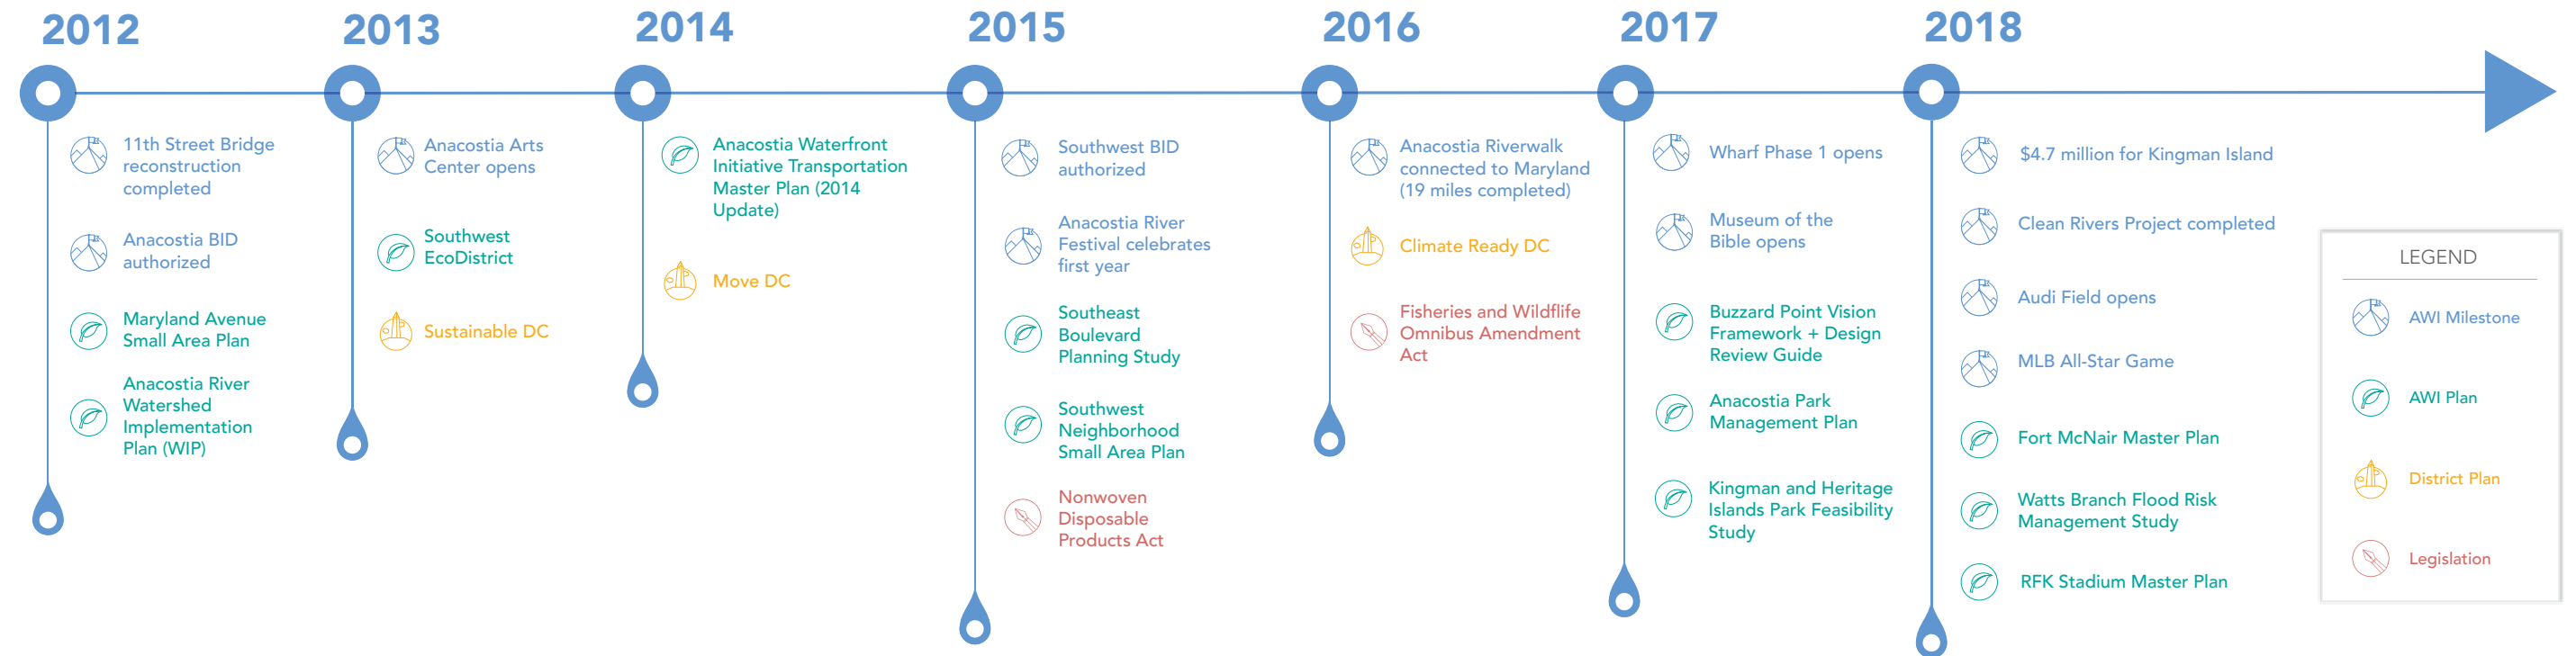 2012
2013
2014
2015
2016
2017
2018
11th Street Bridge
reconstruction
completed
Anacostia BID
authorized
Maryland Avenue
Small Area Plan
Anacostia River
Watershed
Implementation
Plan (WIP)
Anacostia Arts
Center opens
Southwest
EcoDistrict
Sustainable DC
Anacostia Waterfront
Initiative Transportation
Master Plan (2014
Update)
Move DC
Southwest BID
authorized
Anacostia River
Festival celebrates
first year
Southeast
Boulevard
Planning Study
Southwest
Neighborhood
Small Area Plan
Nonwoven
Disposable
Products Act
Anacostia Riverwalk
connected to Maryland
(19 miles completed)
Climate Ready DC
Fisheries and Wildflife
Omnibus Amendment
Act
Wharf Phase 1 opens
Museum of the
Bible opens
Buzzard Point Vision
Framework + Design
Review Guide
Anacostia Park
Management Plan
Kingman and Heritage
Islands Park Feasibility
Study
$4.7 million for Kingman Island
Clean Rivers Project completed
Audi Field opens
MLB All-Star Game
Fort McNair Master Plan
Watts Branch Flood Risk
Management Study
RFK Stadium Master Plan
LEGEND
AWI Milestone
AWI Plan
District Plan
Legislation